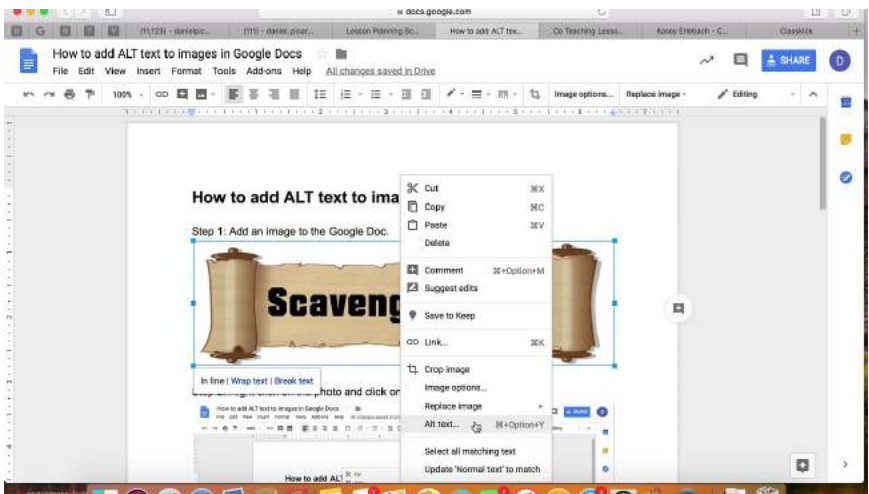 docs.google.com
Lesson Planning Sc...
How to add ALT tex...
Co Teaching Lesso...
Classkick
How to add ALT text to images in Google Docs
SHARE
D
File Edit View Insert Format Tools Add-ons Help All changes saved in Drive
100%
Image options...
Replace image
Editing
How to add ALT text to ima
Step 1: Add an image to the Google Doc.
Scaveng
In line | Wrap text | Break text
hoto and click on
How to add ALT text to images in Google Docs
How to add ALT
Cut ⌘X
Copy ⌘C
Paste ⌘V
Delete
Comment ⌘+Option+M
Suggest edits
Save to Keep
Link... ⌘K
Crop image
Image options...
Replace image
Alt text... ⌘+Option+Y
Select all matching text
Update 'Normal text' to match